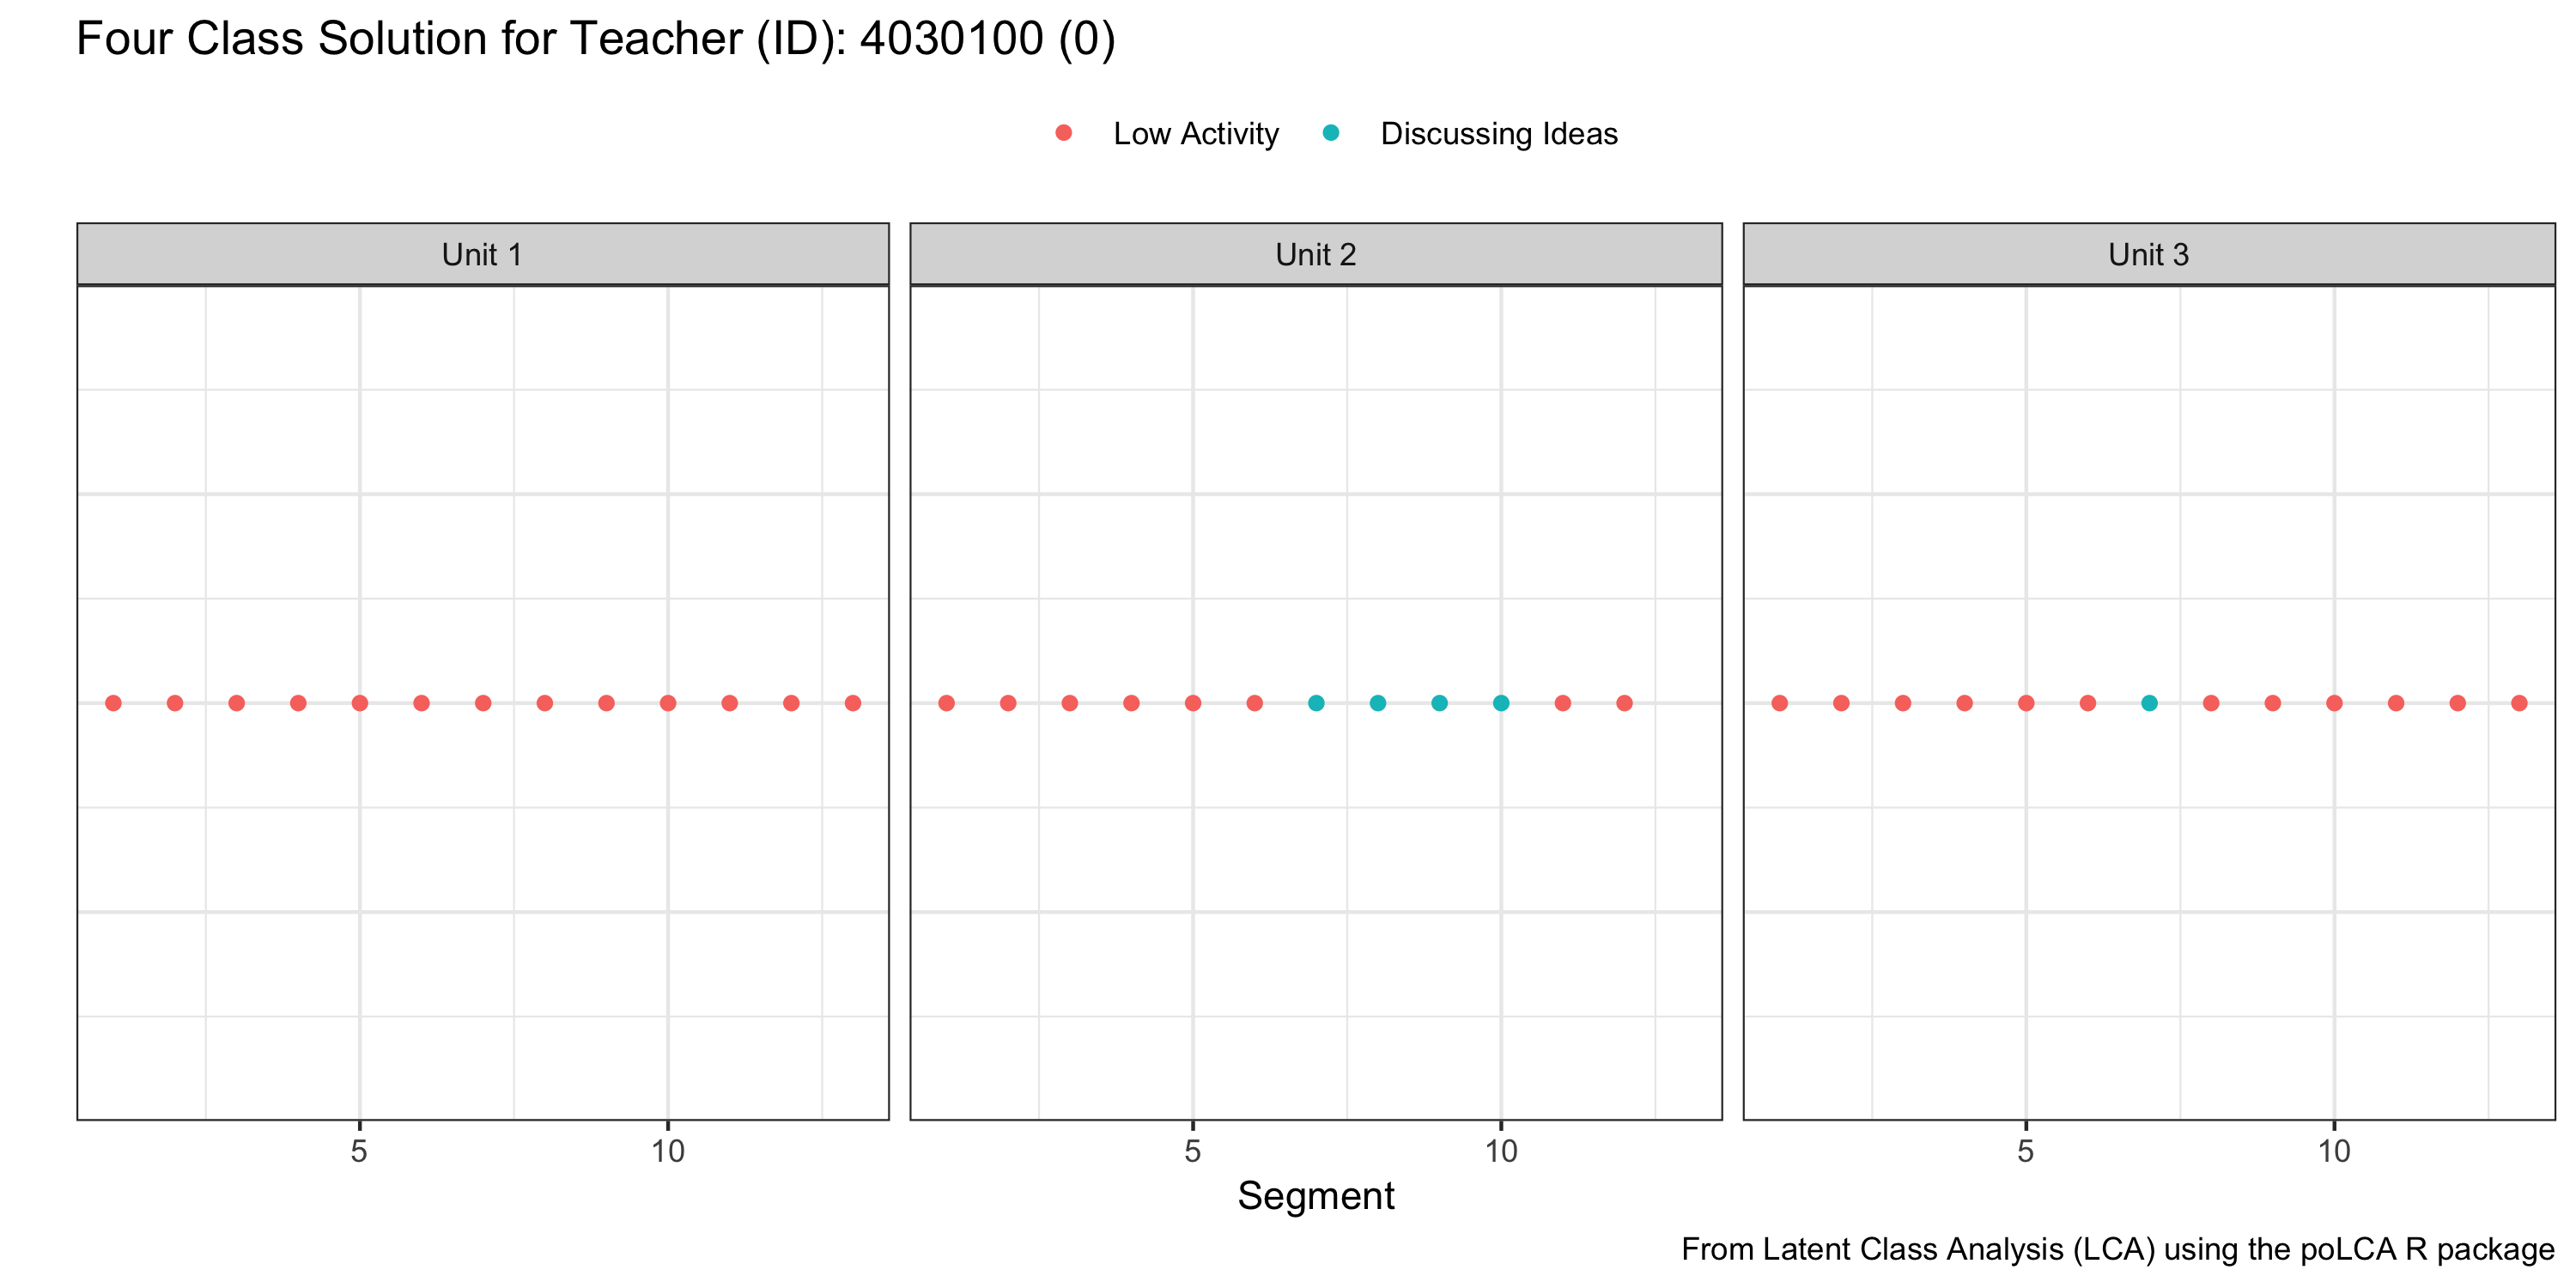 Four Class Solution for Teacher (ID): 4030100 (0)
Low Activity Discussing Ideas
Unit 1 Unit 2 Unit 3
5 10 5 10 5 10
Segment
From Latent Class Analysis (LCA) using the poLCA R package